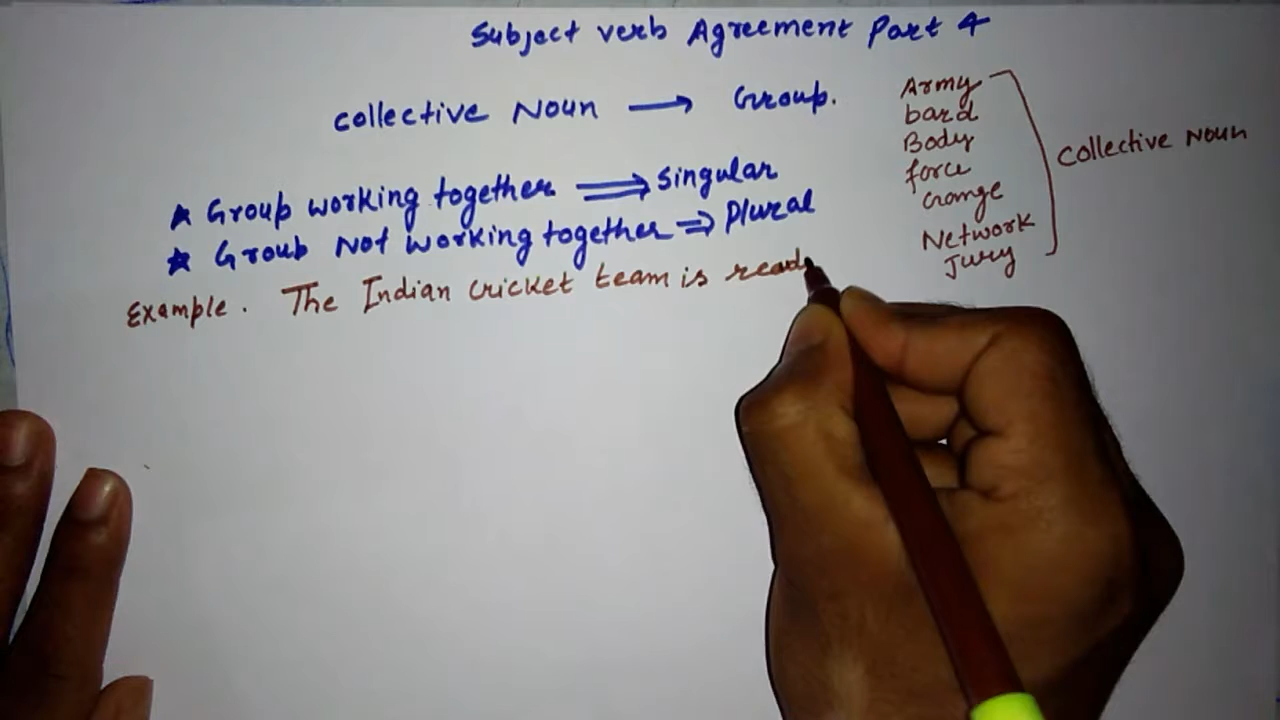 Subject verb Agreement Part 4
Collective Noun → Group.
★ Group working together ⇒ Singular
★ Group Not working together ⇒ Plural
Example. The Indian Cricket team is read
Army
band
Body
force
Network
Jury
Collective Noun